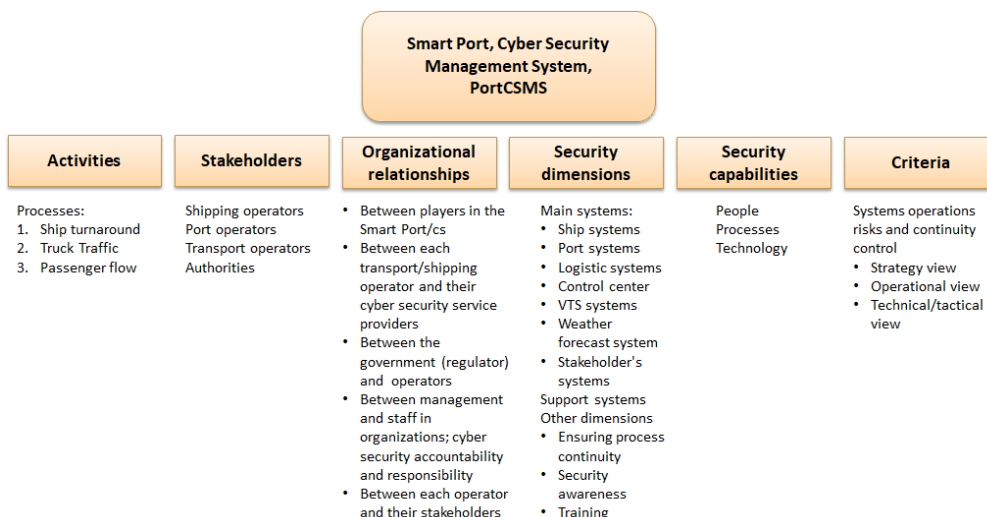 Smart Port, Cyber Security
Management System,
PortCSMS
Activities
Processes:
1. Ship turnaround
2. Truck Traffic
3. Passenger flow
Stakeholders
Shipping operators
Port operators
Transport operators
Authorities
Organizational
relationships
• Between players in the
Smart Port/cs
• Between each
transport/shipping
operator and their
cyber security service
providers
• Between the
government (regulator)
and operators
• Between management
and staff in
organizations; cyber
security accountability
and responsibility
• Between each operator
and their stakeholders
Security
dimensions
Main systems:
• Ship systems
• Port systems
• Logistic systems
• Control center
• VTS systems
• Weather
forecast system
• Stakeholder's
systems
Support systems
Other dimensions
• Ensuring process
continuity
• Security
awareness
• Training
Security
capabilities
People
Processes
Technology
Criteria
Systems operations
risks and continuity
control
• Strategy view
• Operational view
• Technical/tactical
view